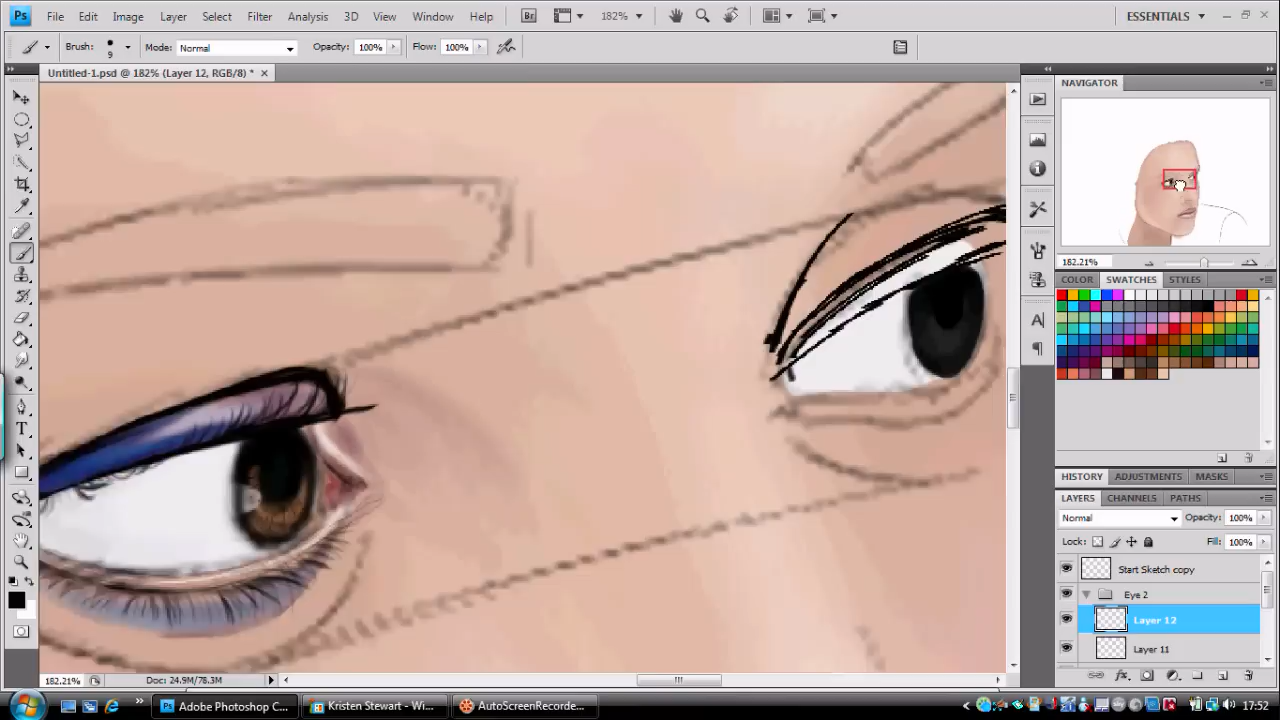 Ps File Edit Image Layer Select Filter Analysis 3D View Window Help Br 182% ESSENTIALS
Brush: 9 Mode: Normal Opacity: 100% Flow: 100%
Untitled-1.psd @ 182% (Layer 12, RGB/8) *
NAVIGATOR
182.21%
COLOR SWATCHES STYLES
HISTORY ADJUSTMENTS MASKS
LAYERS CHANNELS PATHS
Normal Opacity: 100%
Lock: Fill: 100%
Start Sketch copy
Eye 2
Layer 12
Layer 11
182.21% Doc: 24.9M/78.3M
Adobe Photoshop C... Kristen Stewart - Wi... AutoScreenRecorde... 17:52